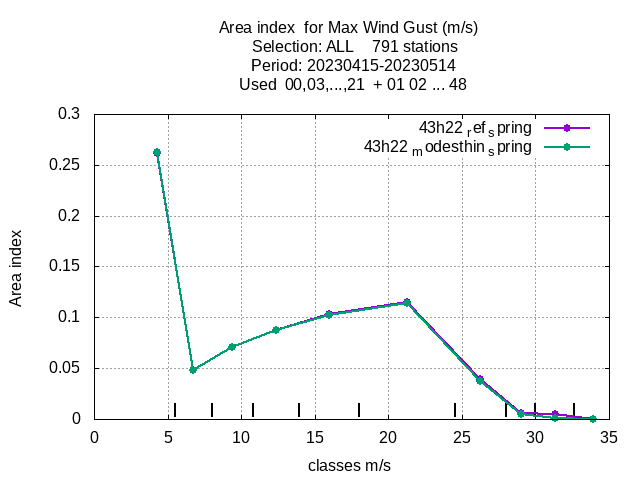 Area index  for Max Wind Gust (m/s)
Selection: ALL    791 stations
Period: 20230415-20230514
Used  00,03,...,21  + 01 02 ... 48
43h22 ref spring
43h22 modesthin spring
0.3
0.25
0.2
0.15
0.1
0.05
0
Area index
0 5 10 15 20 25 30 35
classes m/s